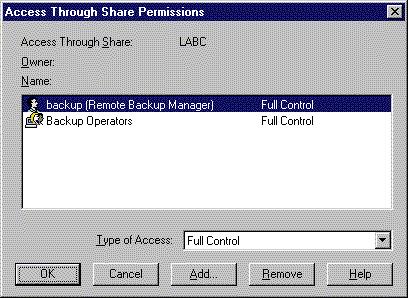 Access Through Share Permissions
Access Through Share: LABC
Owner:
Name:
backup (Remote Backup Manager) Full Control
Backup Operators Full Control
Type of Access: Full Control
OK Cancel Add... Remove Help